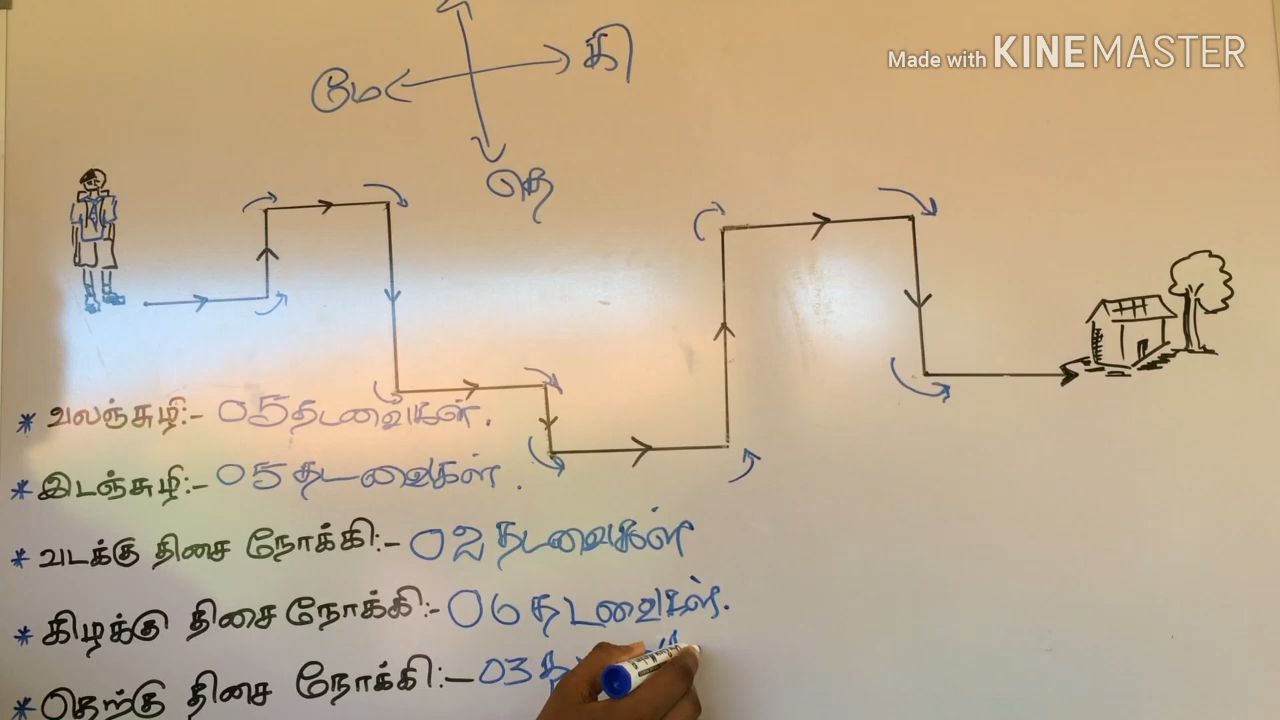 Made with KINEMASTER
கி
மே
தெ
* வலஞ்சுழி:- 05 தடவைகள்.
* இடஞ்சுழி:- 05 தடவைகள்.
* வடக்கு திசை நோக்கி:- 02 தடவைகள்
* கிழக்கு திசை நோக்கி:- 06 தடவைகள்.
* தெற்கு திசை நோக்கி:- 03